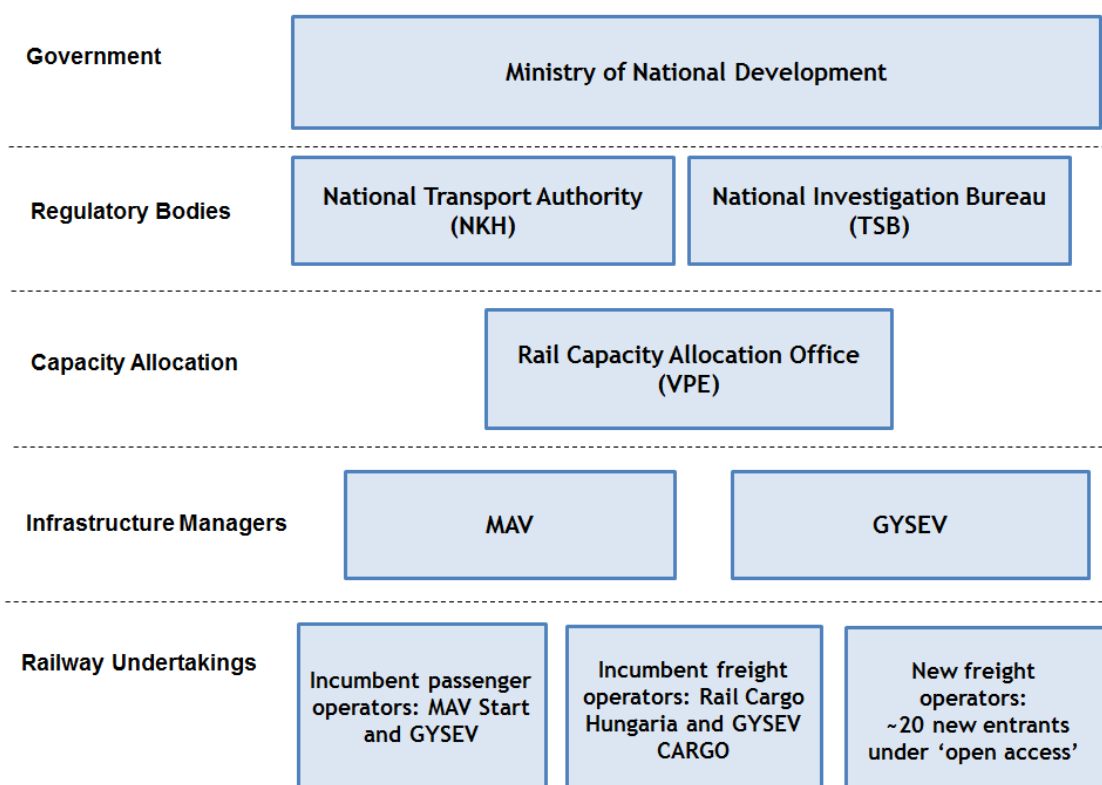 Government
Ministry of National Development
Regulatory Bodies
National Transport Authority
(NKH)
National Investigation Bureau
(TSB)
Capacity Allocation
Rail Capacity Allocation Office
(VPE)
Infrastructure Managers
MAV
GYSEV
Railway Undertakings
Incumbent passenger
operators: MAV Start
and GYSEV
Incumbent freight
operators: Rail Cargo
Hungaria and GYSEV
CARGO
New freight
operators:
~20 new entrants
under ‘open access’